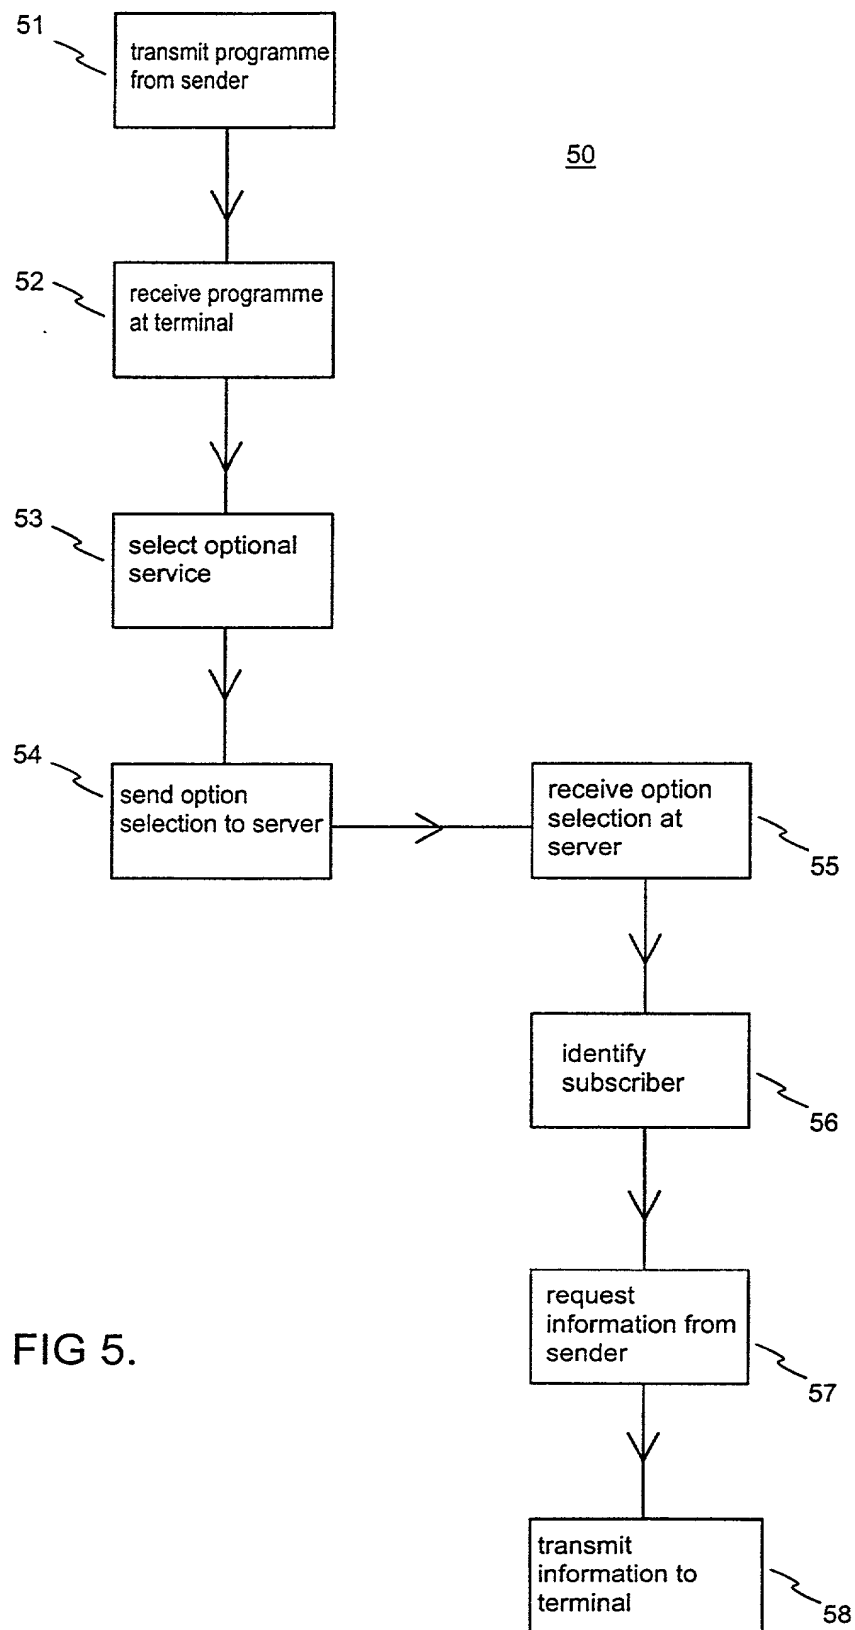 51
transmit programme
from sender
50
52
receive programme
at terminal
53
select optional
service
54
send option
selection to server
receive option
selection at
server
55
identify
subscriber
56
FIG 5.
request
information from
sender
57
transmit
information to
terminal
58